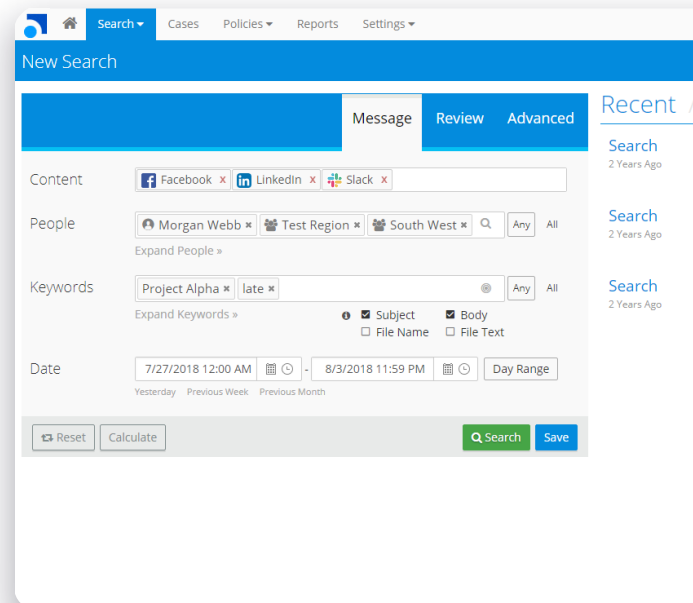 Search Cases Policies Reports Settings
New Search
Message Review Advanced
Content Facebook x LinkedIn x Slack x
People Morgan Webb x Test Region x South West x Any All
Expand People »
Keywords Project Alpha x late x Any All
Expand Keywords » Subject Body
File Name File Text
Date 7/27/2018 12:00 AM - 8/3/2018 11:59 PM Day Range
Yesterday Previous Week Previous Month
Reset Calculate Search Save
Recent
Search
2 Years Ago
Search
2 Years Ago
Search
2 Years Ago